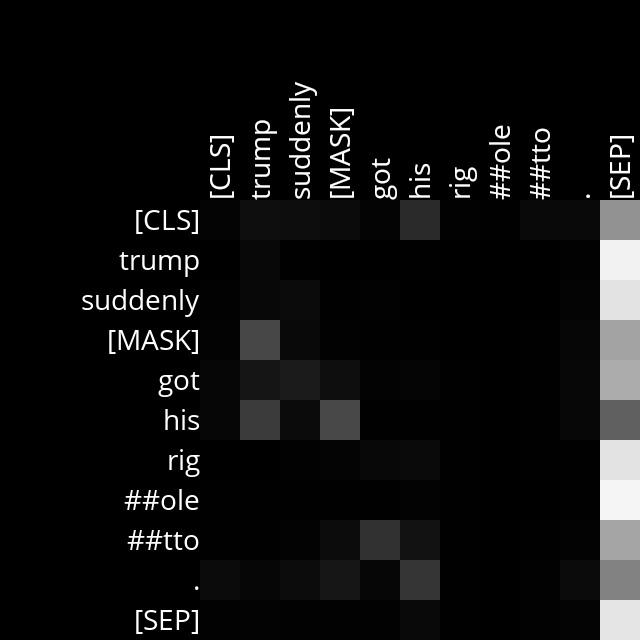 [CLS] trump suddenly [MASK] got his rig ##ole ##tto . [SEP]
[CLS]
trump
suddenly
[MASK]
got
his
rig
##ole
##tto
.
[SEP]